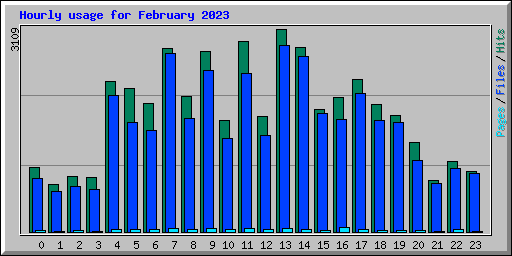 Hourly usage for February 2023
3109
Pages / Files / Hits
0 1 2 3 4 5 6 7 8 9 10 11 12 13 14 15 16 17 18 19 20 21 22 23